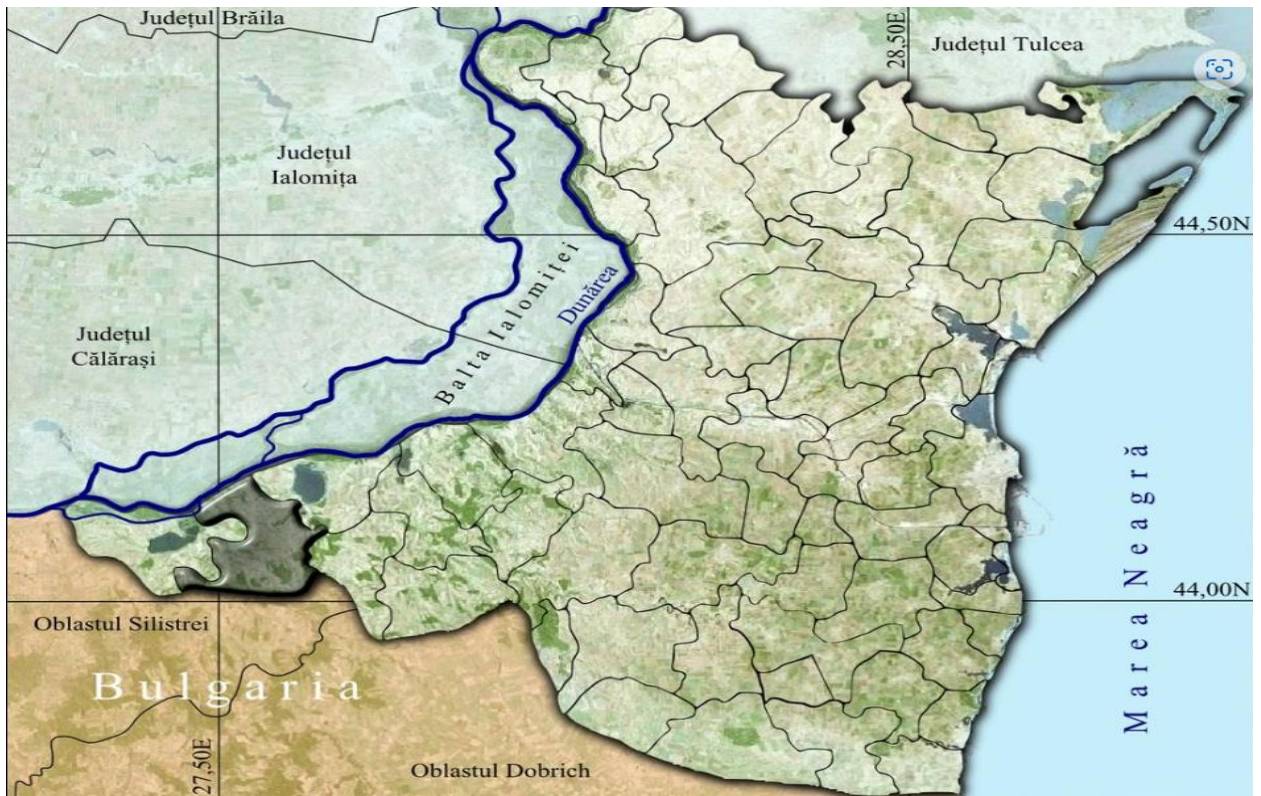 Județul Brăila
28,50E
Județul Tulcea
Județul
Ialomița
44,50N
Balta Ialomiței
Dunărea
Județul
Călărași
Marea Neagră
44,00N
Oblastul Silistrei
Bulgaria
27,50E
Oblastul Dobrich